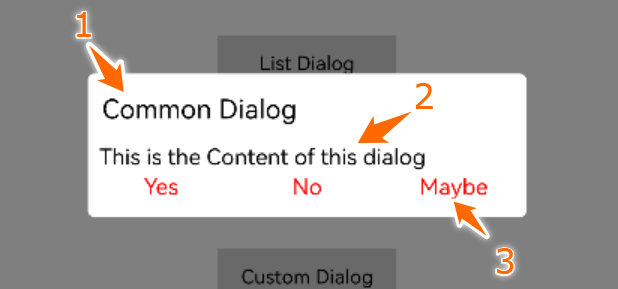 1
List Dialog
Common Dialog
2
This is the Content of this dialog
Yes No Maybe
3
Custom Dialog